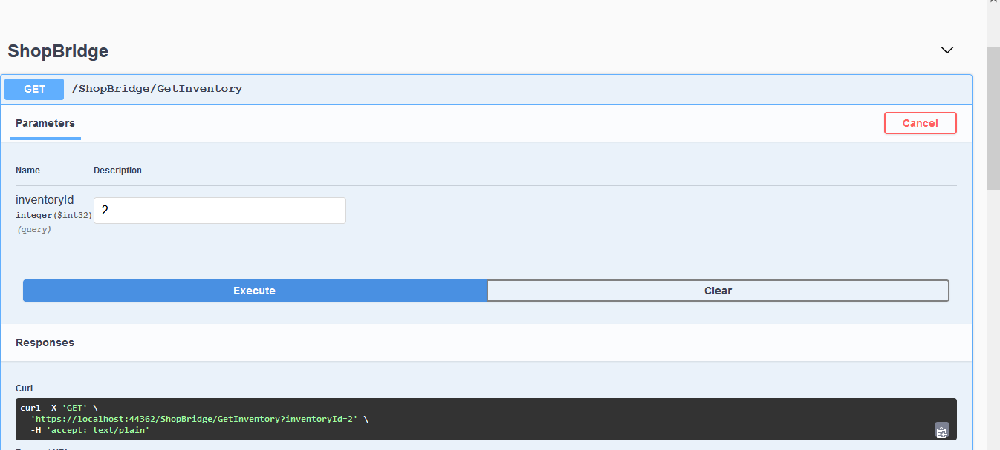 ShopBridge
GET /ShopBridge/GetInventory
Parameters
Cancel
Name Description
inventoryId
integer($int32)
(query)
2
Execute Clear
Responses
Curl
curl -X 'GET' \
'https://localhost:44362/ShopBridge/GetInventory?inventoryId=2' \
-H 'accept: text/plain'